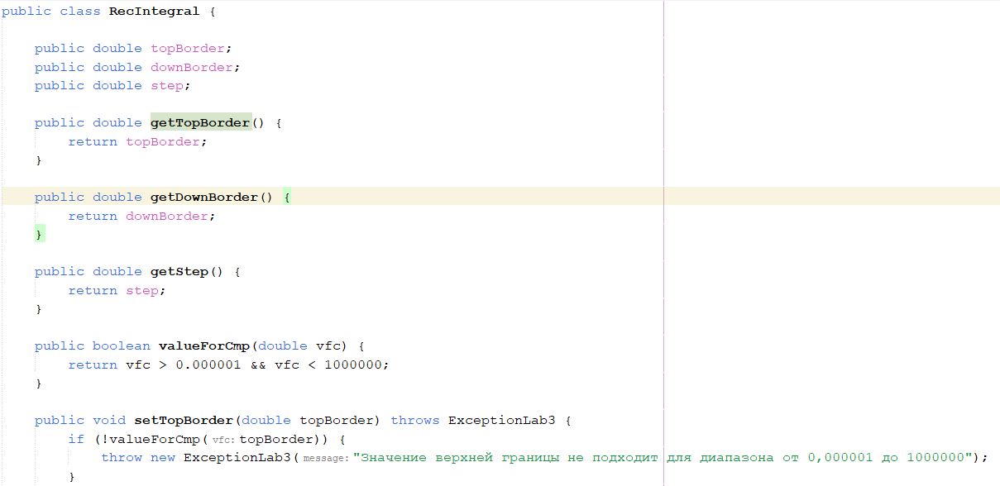 public class RecIntegral {
public double topBorder;
public double downBorder;
public double step;
public double getTopBorder() {
return topBorder;
}
public double getDownBorder() {
return downBorder;
}
public double getStep() {
return step;
}
public boolean valueForCmp(double vfc) {
return vfc > 0.000001 && vfc < 1000000;
}
public void setTopBorder(double topBorder) throws ExceptionLab3 {
if (!valueForCmp( vfc: topBorder)) {
throw new ExceptionLab3( message: "Значение верхней границы не подходит для диапазона от 0,000001 до 1000000");
}